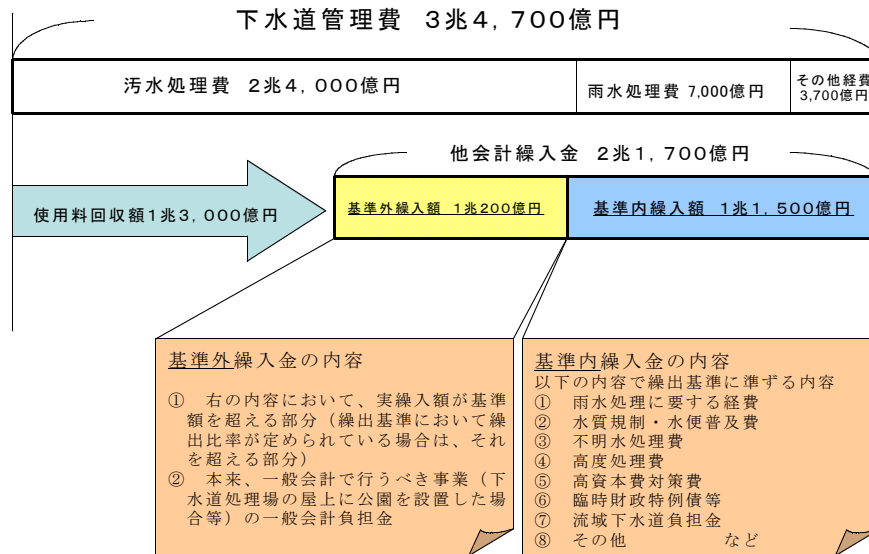 下水道管理費 3兆4,700億円
汚水処理費 2兆4,000億円
雨水処理費 7,000億円
その他経費
3,700億円
他会計繰入金 2兆1,700億円
使用料回収額1兆3,000億円
基準外繰入額 1兆200億円
基準内繰入額 1兆1,500億円
基準外繰入金の内容
① 右の内容において、実繰入額が基準
額を超える部分(繰出基準において繰
出比率が定められている場合は、それ
を超える部分)
② 本来、一般会計で行うべき事業(下
水道処理場の屋上に公園を設置した場
合等)の一般会計負担金
基準内繰入金の内容
以下の内容で繰出基準に準ずる内容
① 雨水処理に要する経費
② 水質規制・水便普及費
③ 不明水処理費
④ 高度処理費
⑤ 高資本費対策費
⑥ 臨時財政特例債等
⑦ 流域下水道負担金
⑧ その他 など